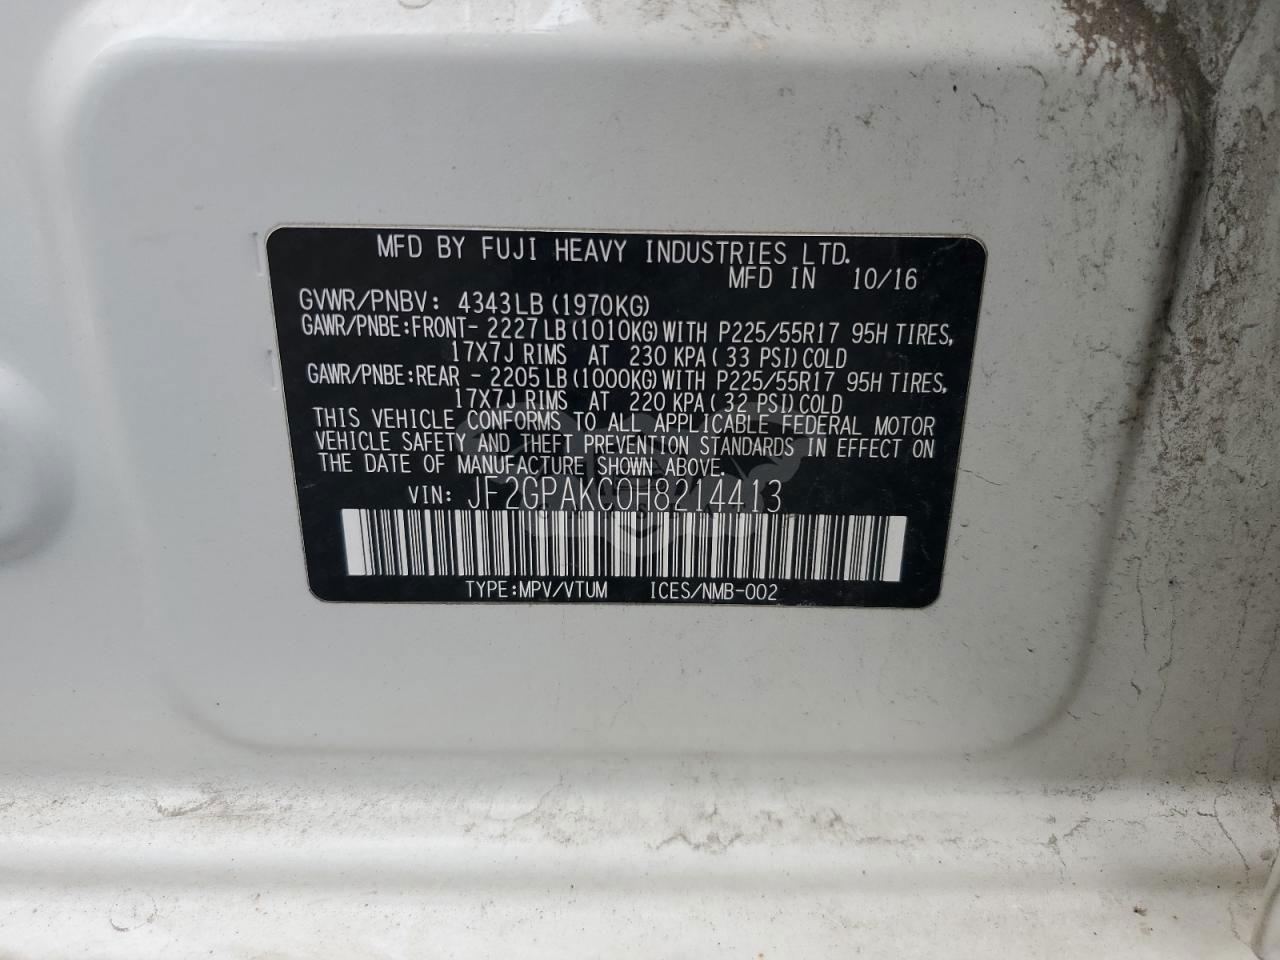 MFD BY FUJI HEAVY INDUSTRIES LTD.
MFD IN 10/16
GVWR/PNBV: 4343LB(1970KG)
GAWR/PNBE:FRONT- 2227LB(1010KG)WITH P225/55R17 95H TIRES,
17X7J RIMS AT 230 KPA(33 PSI)COLD
GAWR/PNBE:REAR - 2205LB(1000KG)WITH P225/55R17 95H TIRES,
17X7J RIMS AT 220 KPA(32 PSI)COLD
THIS VEHICLE CONFORMS TO ALL APPLICABLE FEDERAL MOTOR
VEHICLE SAFETY AND THEFT PREVENTION STANDARDS IN EFFECT ON
THE DATE OF MANUFACTURE SHOWN ABOVE.
VIN: JF2GPAKC0H8214413
TYPE:MPV/VTUM ICES/NMB-002